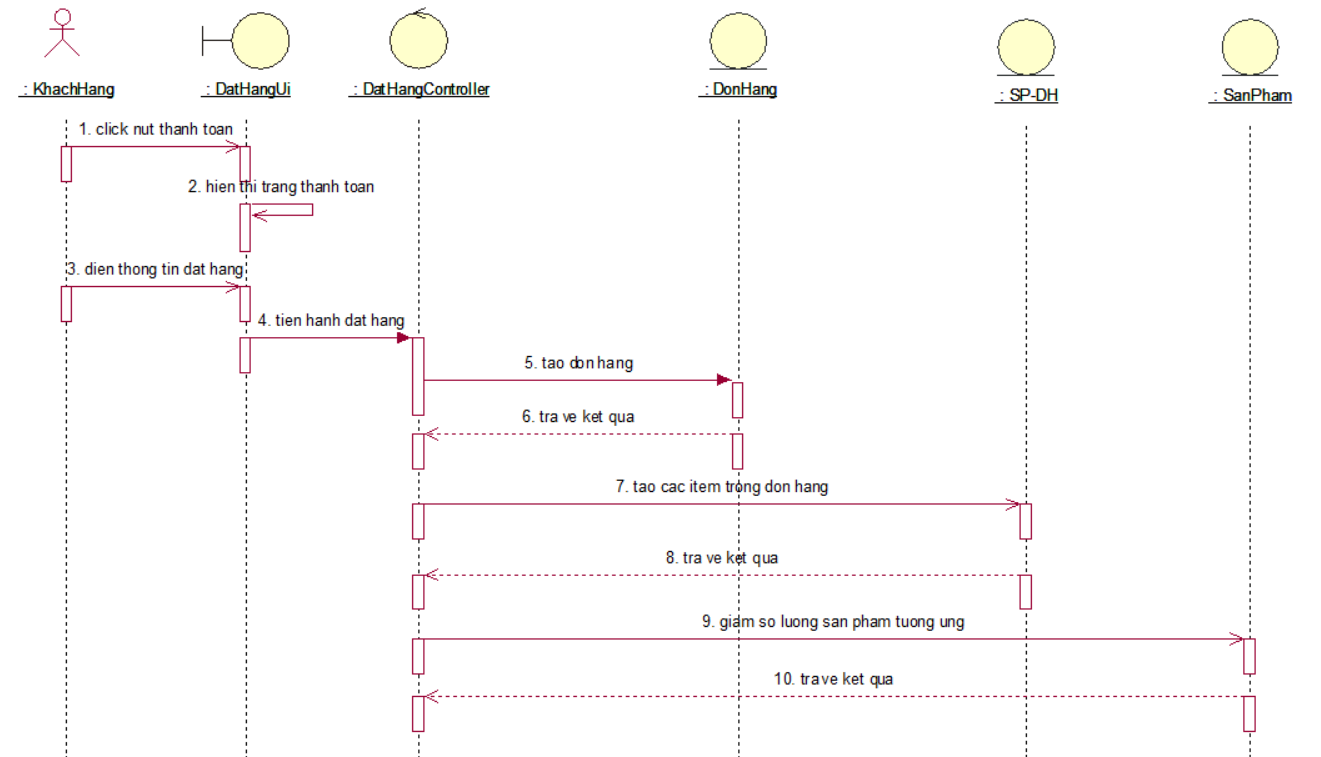 : KhachHang
: DatHangUi
: DatHangController
: DonHang
: SP-DH
: SanPham
1. click nut thanh toan
2. hien thi trang thanh toan
3. dien thong tin dat hang
4. tien hanh dat hang
5. tao don hang
6. tra ve ket qua
7. tao cac item trong don hang
8. tra ve ket qua
9. giam so luong san pham tuong ung
10. tra ve ket qua